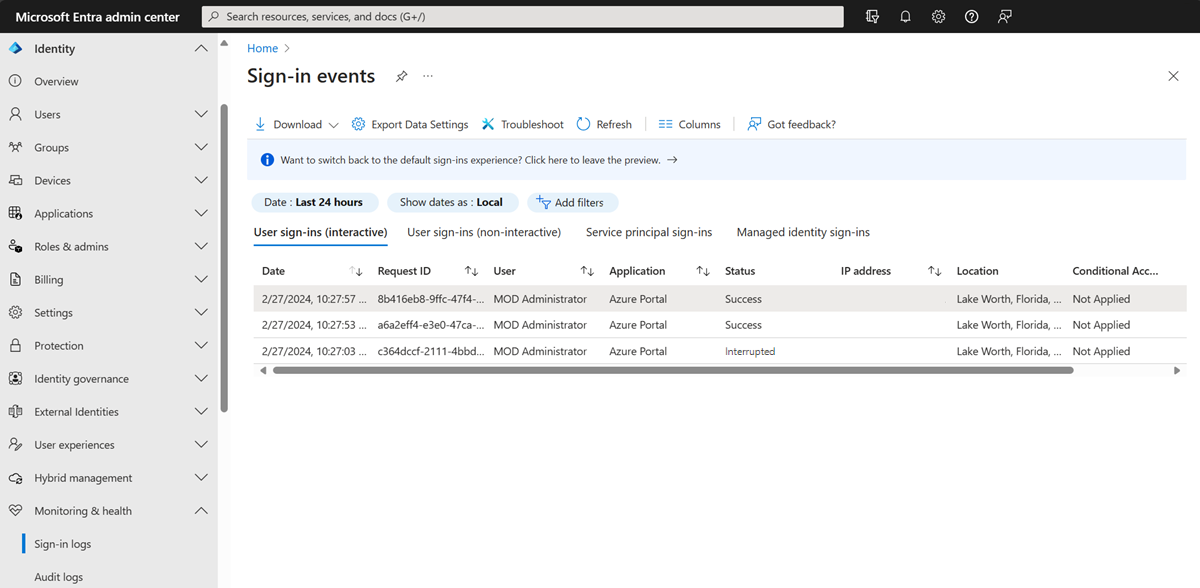 Microsoft Entra admin center
Search resources, services, and docs (G+/)
Identity
Overview
Users
Groups
Devices
Applications
Roles & admins
Billing
Settings
Protection
Identity governance
External Identities
User experiences
Hybrid management
Monitoring & health
Sign-in logs
Audit logs
Home
Sign-in events
Download Export Data Settings Troubleshoot Refresh Columns Got feedback?
Want to switch back to the default sign-ins experience? Click here to leave the preview. →
Date : Last 24 hours Show dates as : Local Add filters
User sign-ins (interactive) User sign-ins (non-interactive) Service principal sign-ins Managed identity sign-ins
Date Request ID User Application Status IP address Location Conditional Acc...
2/27/2024, 10:27:57 ... 8b416eb8-9ffc-47f4-... MOD Administrator Azure Portal Success Lake Worth, Florida, ... Not Applied
2/27/2024, 10:27:53 ... a6a2eff4-e3e0-47ca-... MOD Administrator Azure Portal Success Lake Worth, Florida, ... Not Applied
2/27/2024, 10:27:03 ... c364dccf-2111-4bbd... MOD Administrator Azure Portal Interrupted Lake Worth, Florida, ... Not Applied